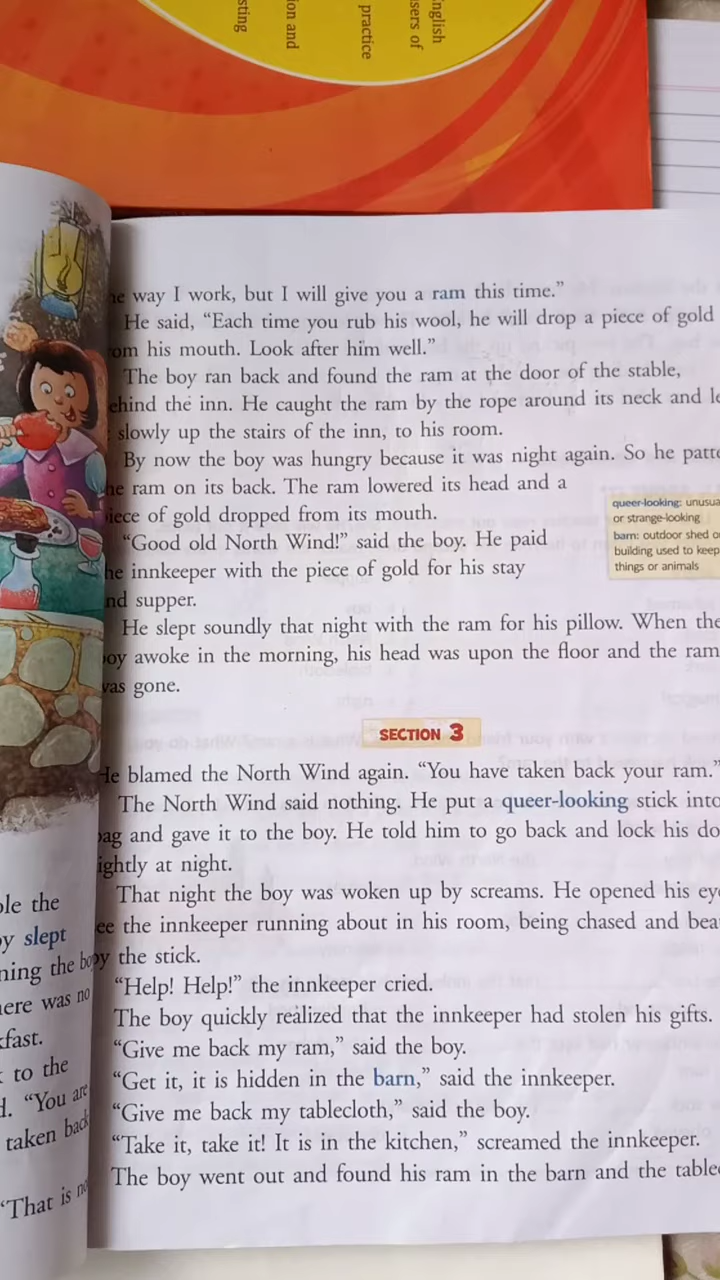 nglish
sers of
practice
ion and
sting
way I work, but I will give you a ram this time.”
He said, “Each time you rub his wool, he will drop a piece of gold
om his mouth. Look after him well.”
The boy ran back and found the ram at the door of the stable,
ehind the inn. He caught the ram by the rope around its neck and le
slowly up the stairs of the inn, to his room.
By now the boy was hungry because it was night again. So he patte
he ram on its back. The ram lowered its head and a
iece of gold dropped from its mouth.
“Good old North Wind!” said the boy. He paid
he innkeeper with the piece of gold for his stay
nd supper.
He slept soundly that night with the ram for his pillow. When the
oy awoke in the morning, his head was upon the floor and the ram
was gone.
queer-looking: unusua
or strange-looking
barn: outdoor shed o
building used to keep
things or animals
SECTION 3
He blamed the North Wind again. “You have taken back your ram.”
The North Wind said nothing. He put a queer-looking stick into
bag and gave it to the boy. He told him to go back and lock his do
ightly at night.
That night the boy was woken up by screams. He opened his eye
ee the innkeeper running about in his room, being chased and bea
by the stick.
“Help! Help!” the innkeeper cried.
The boy quickly realized that the innkeeper had stolen his gifts.
“Give me back my ram,” said the boy.
“Get it, it is hidden in the barn,” said the innkeeper.
“Give me back my tablecloth,” said the boy.
“Take it, take it! It is in the kitchen,” screamed the innkeeper.
The boy went out and found his ram in the barn and the tablec
ble the
y slept
ning the bo
here was no
kfast.
to the
d. “You are
taken back
“That is no